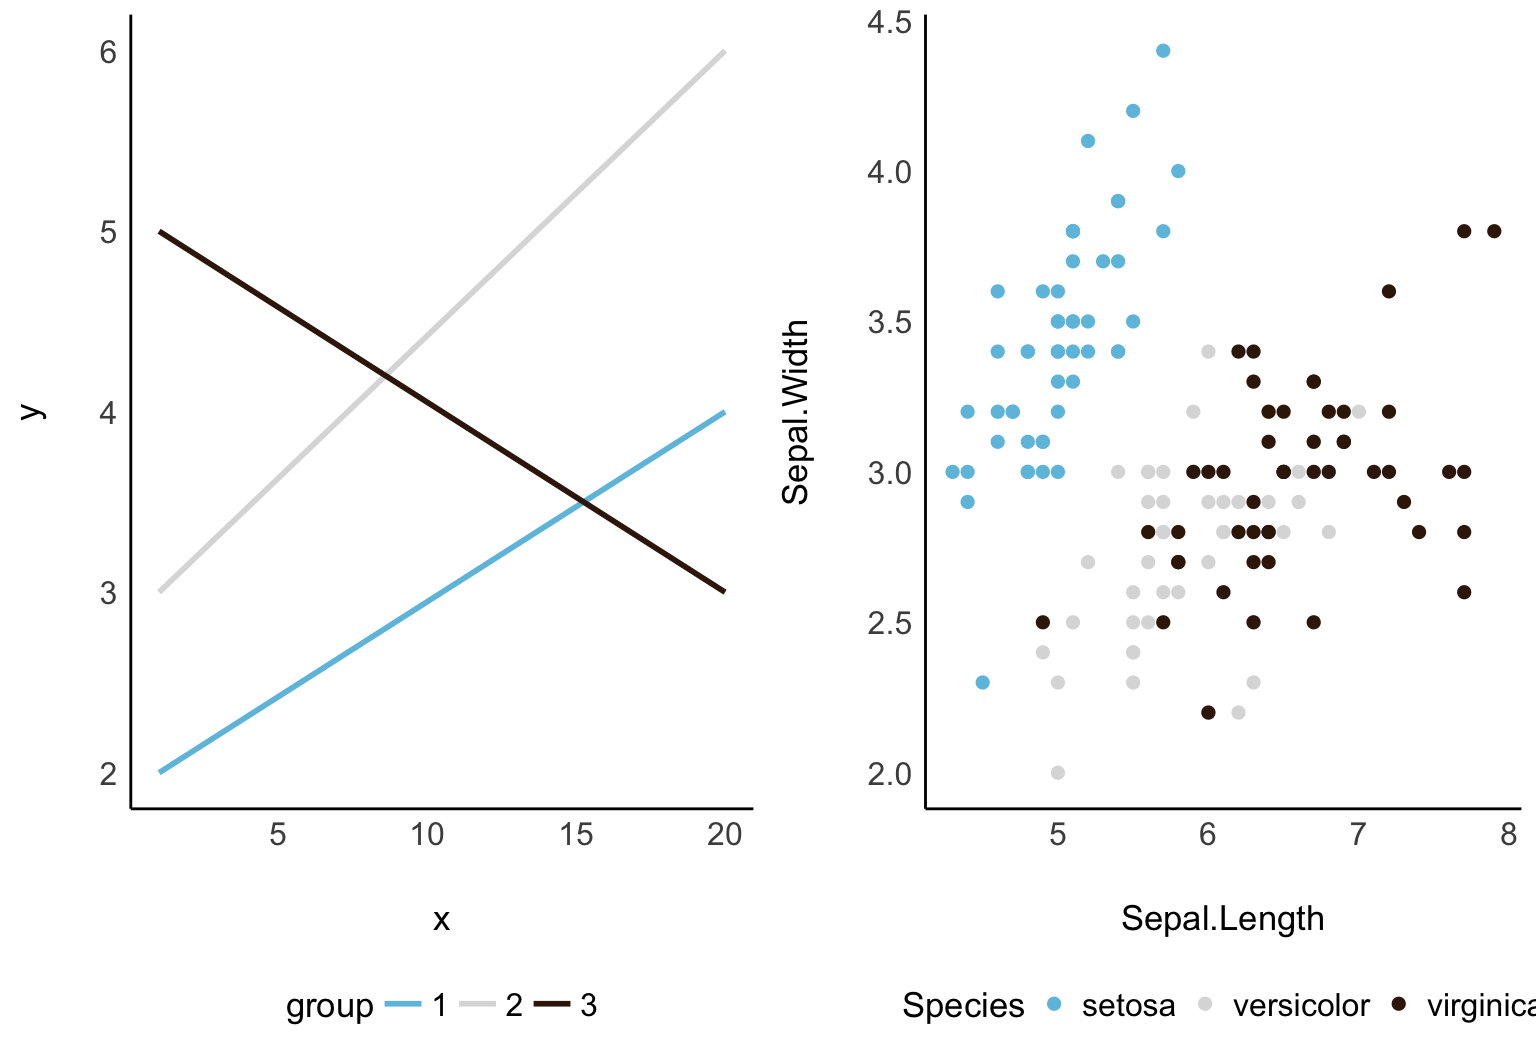 6
5
4
3
2
y
5 10 15 20
x
group 1 2 3
4.5
4.0
3.5
3.0
2.5
2.0
Sepal.Width
5 6 7 8
Sepal.Length
Species setosa versicolor virginica